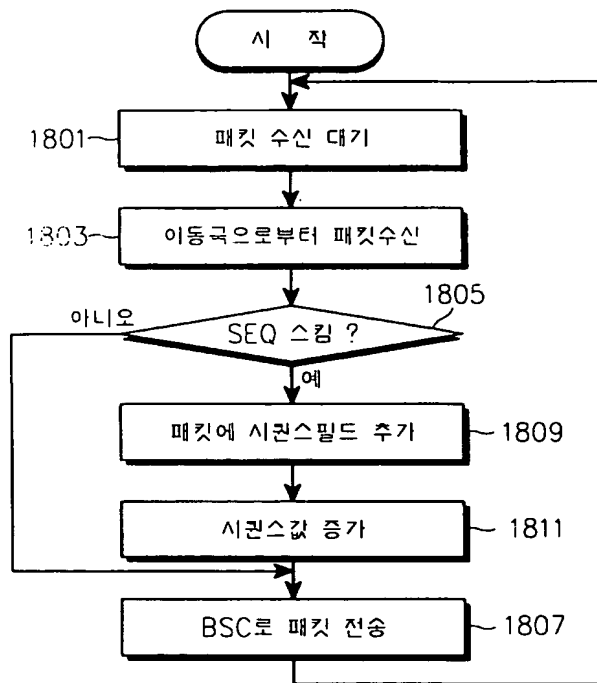 시 작
1801 패킷 수신 대기
1803 이동국으로부터 패킷수신
1805
아니오 SEQ 스킴 ?
예
패킷에 시퀀스필드 추가 1809
시퀀스값 증가 1811
BSC로 패킷 전송 1807